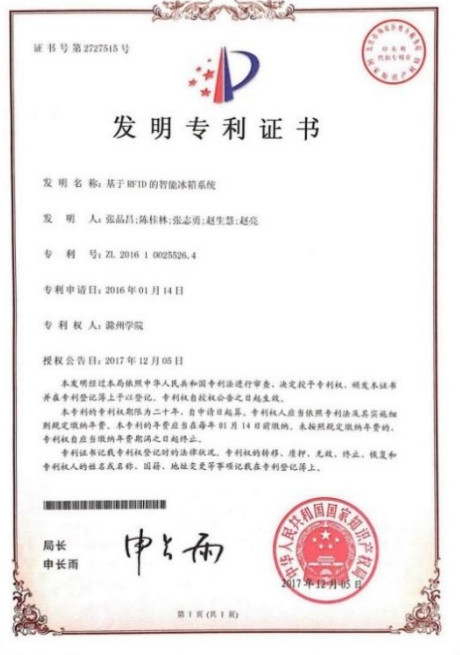 证书号第2727515号
发明专利证书
发 明 名 称：基于RFID的智能冰箱系统
发 明 人：张品昌;陈桂林;张志勇;赵生慧;赵亮
专 利 号：ZL 2016 1 0025526.4
专利申请日：2016年01月14日
专 利 权 人：滁州学院
授权公告日：2017年12月05日
本发明经过本局依照中华人民共和国专利法进行审查，决定授予专利权，颁发本证书
并在专利登记簿上予以登记。专利权自授权公告之日起生效。
本专利的专利权期限为二十年，自申请日起算。专利权人应当依照专利法及其实施细
则规定缴纳年费。本专利的年费应当在每年01月14日前缴纳。未按照规定缴纳年费的，
专利权自应当缴纳年费期满之日起终止。
专利证书记载专利权登记时的法律状况。专利权的转移、质押、无效、终止、恢复和
专利权人的姓名或名称、国籍、地址变更等事项记载在专利登记簿上。
局长
申长雨
申长雨
中华人民共和国国家知识产权局
2017年12月05日
第1页(共1页)